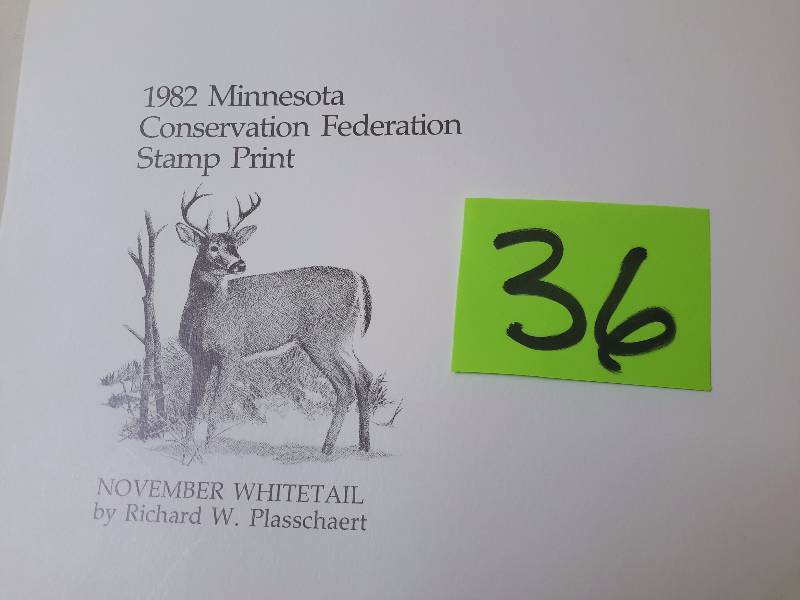 1982 Minnesota
Conservation Federation
Stamp Print
36
NOVEMBER WHITETAIL
by Richard W. Plasschaert